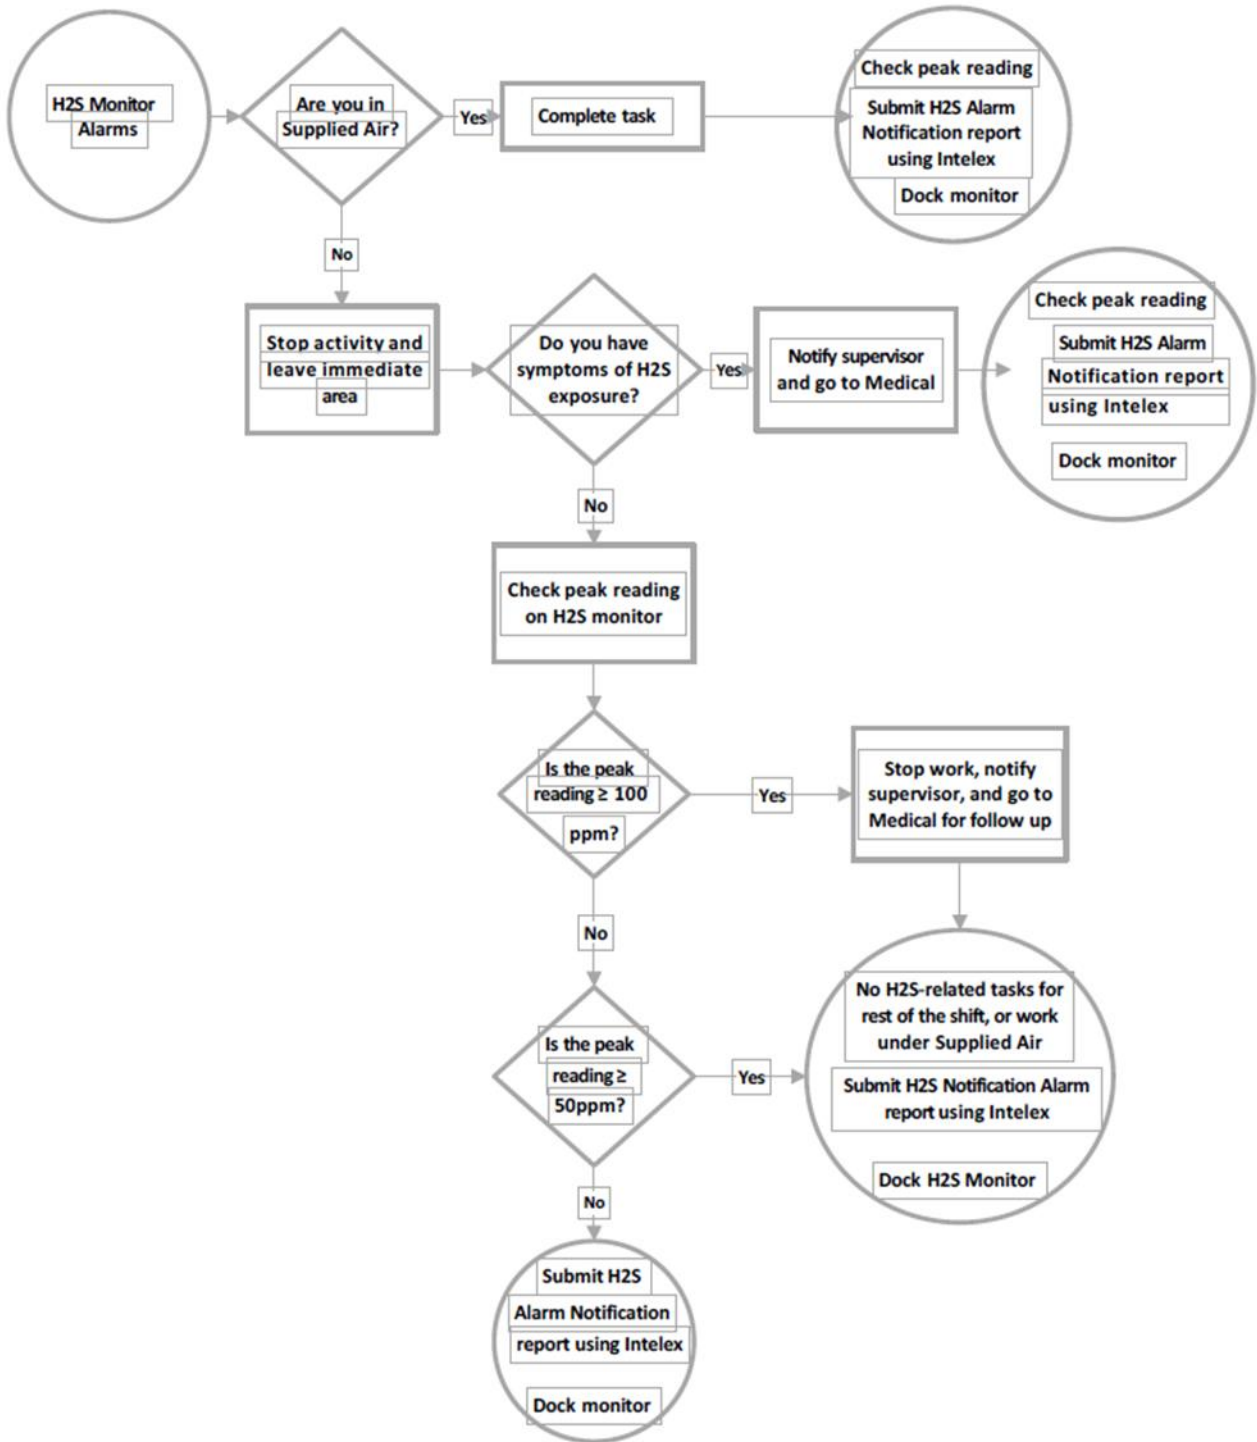 H2S Monitor
Alarms
Are you in
Supplied Air?
Yes
Complete task
Check peak reading
Submit H2S Alarm
Notification report
using Intelex
Dock monitor
No
Stop activity and
leave immediate
area
Do you have
symptoms of H2S
exposure?
Yes
Notify supervisor
and go to Medical
Check peak reading
Submit H2S Alarm
Notification report
using Intelex
Dock monitor
No
Check peak reading
on H2S monitor
Is the peak
reading ≥ 100
ppm?
Yes
Stop work, notify
supervisor, and go to
Medical for follow up
No
Is the peak
reading ≥
50ppm?
Yes
No H2S-related tasks for
rest of the shift, or work
under Supplied Air
Submit H2S Notification Alarm
report using Intelex
Dock H2S Monitor
No
Submit H2S
Alarm Notification
report using Intelex
Dock monitor